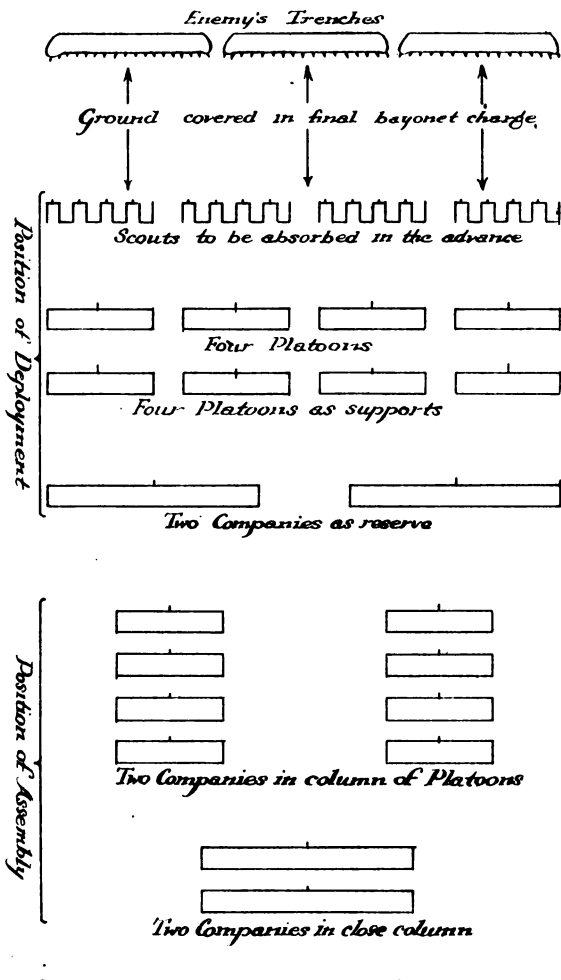 Enemy's Trenches
Ground covered in final bayonet charge
Position of Deployment
Scouts to be absorbed in the advance
Four Platoons
Four Platoons as supports
Two Companies as reserve
Position of Assembly
Two Companies in column of Platoons
Two Companies in close column